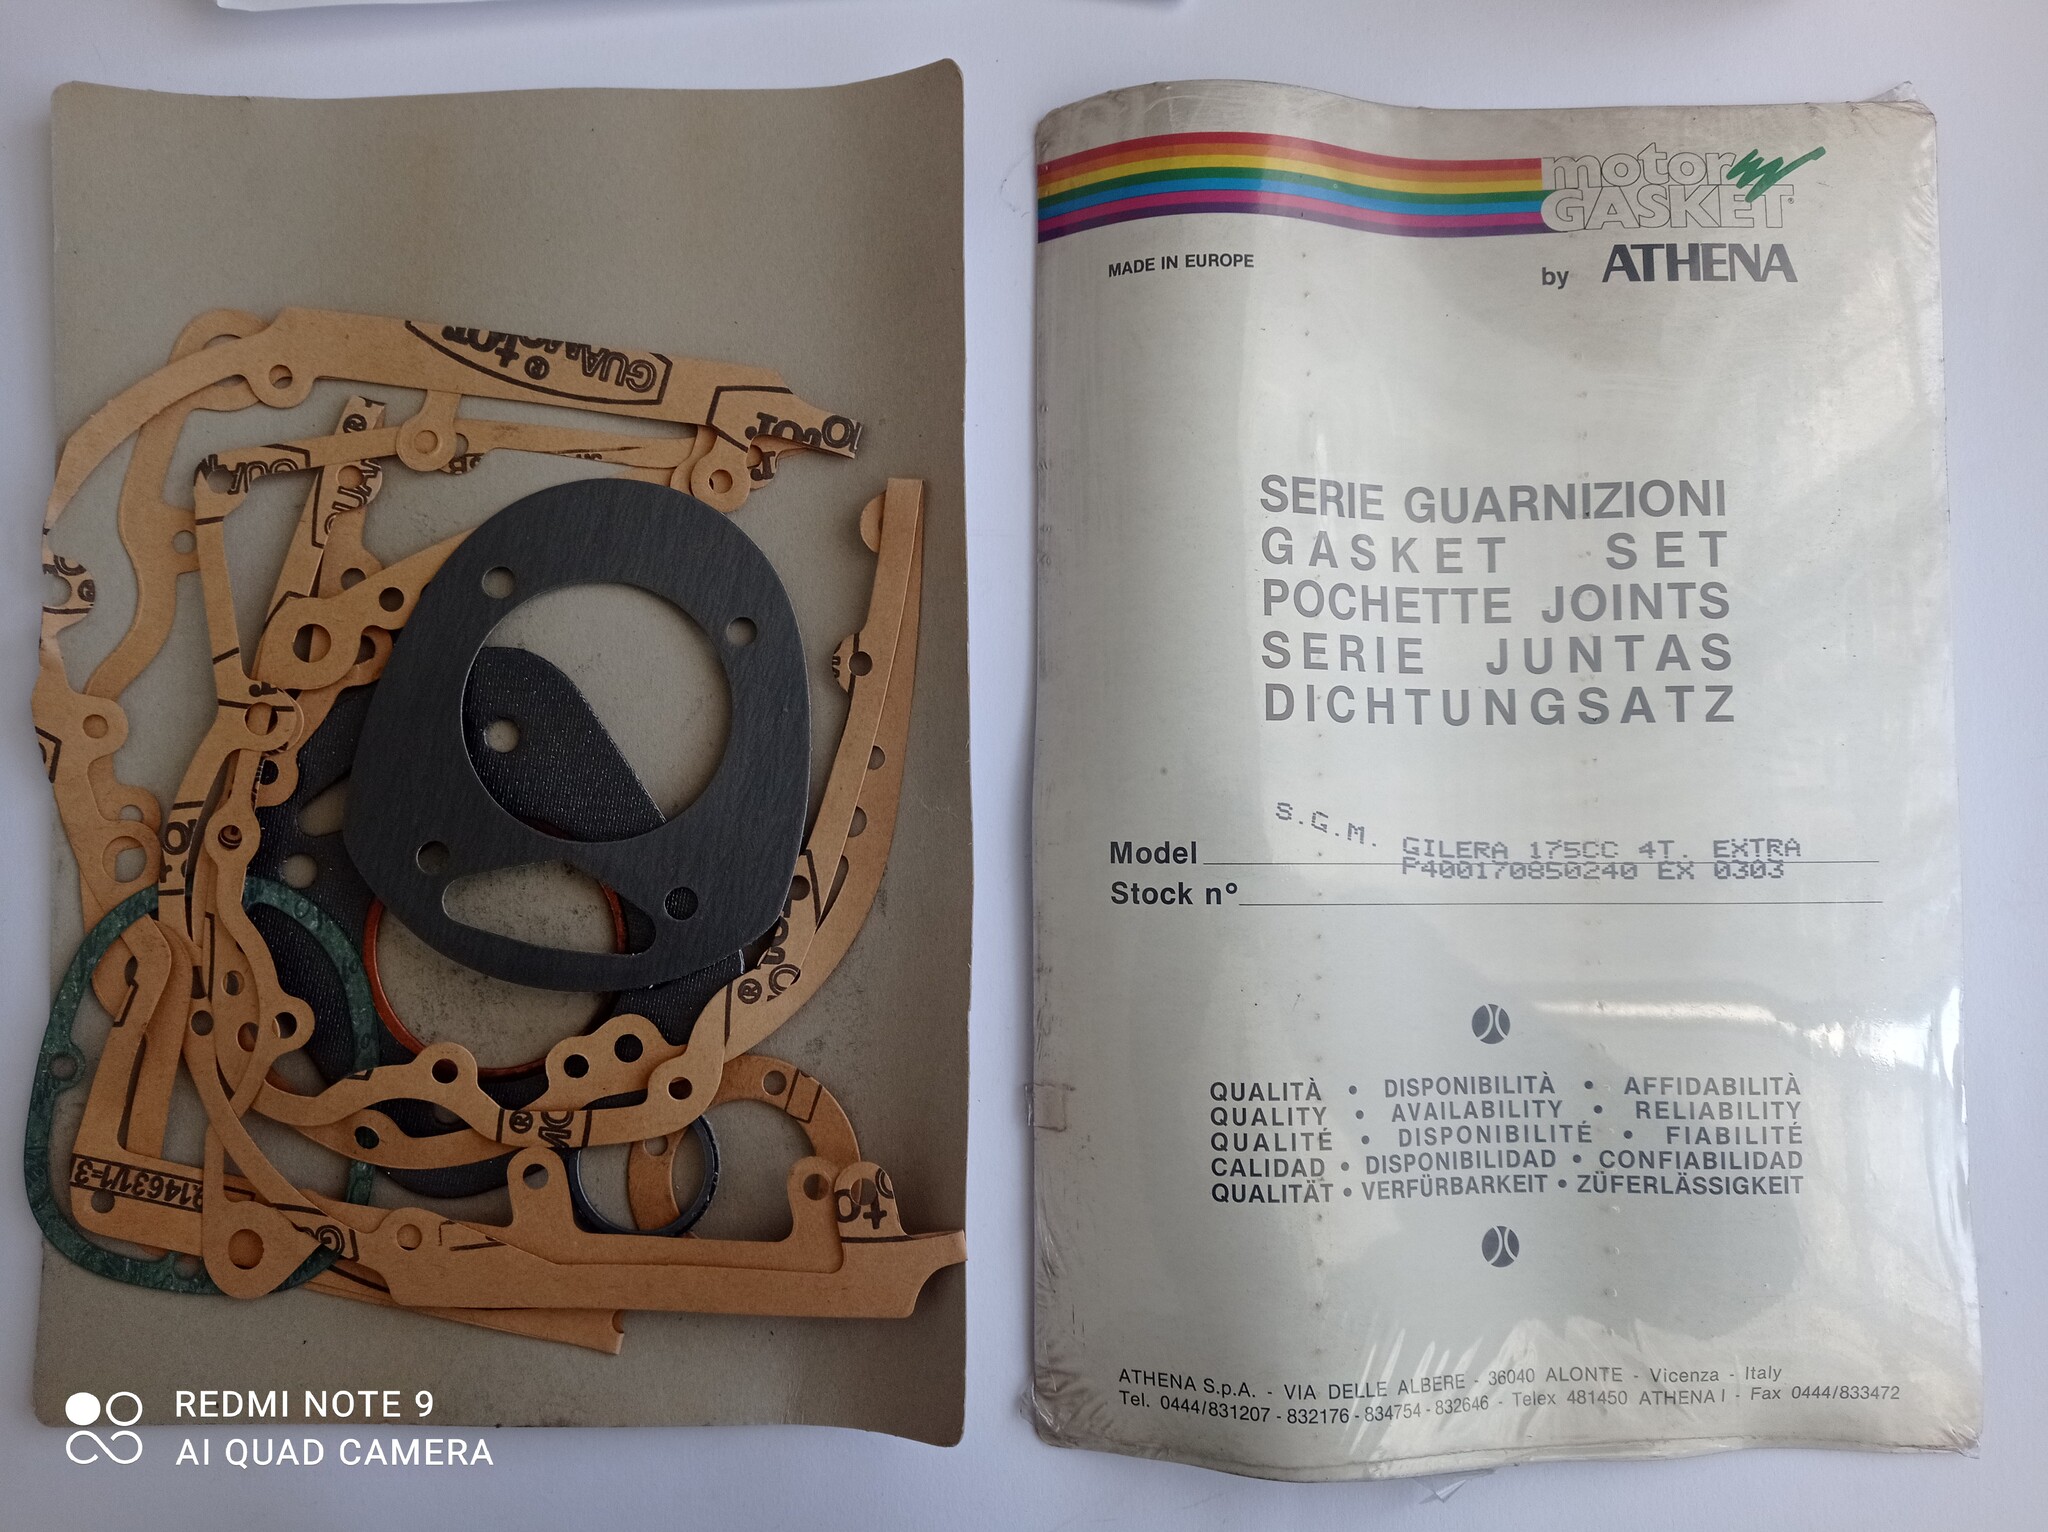 GUAMotor®
motor
GASKET®
by ATHENA
MADE IN EUROPE
SERIE GUARNIZIONI
GASKET SET
POCHETTE JOINTS
SERIE JUNTAS
DICHTUNGSATZ
S.G.M.
Model GILERA 175CC 4T. EXTRA
P400170850240 EX 0303
Stock n°
QUALITÀ • DISPONIBILITÀ • AFFIDABILITÀ
QUALITY • AVAILABILITY • RELIABILITY
QUALITÉ • DISPONIBILITÉ • FIABILITÉ
CALIDAD • DISPONIBILIDAD • CONFIABILIDAD
QUALITÄT • VERFÜRBARKEIT • ZÜFERLÄSSIGKEIT
ATHENA S.p.A. - VIA DELLE ALBERE - 36040 ALONTE - Vicenza - Italy
Tel. 0444/831207 - 832176 - 834754 - 832646 - Telex 481450 ATHENA I - Fax 0444/833472
REDMI NOTE 9
AI QUAD CAMERA